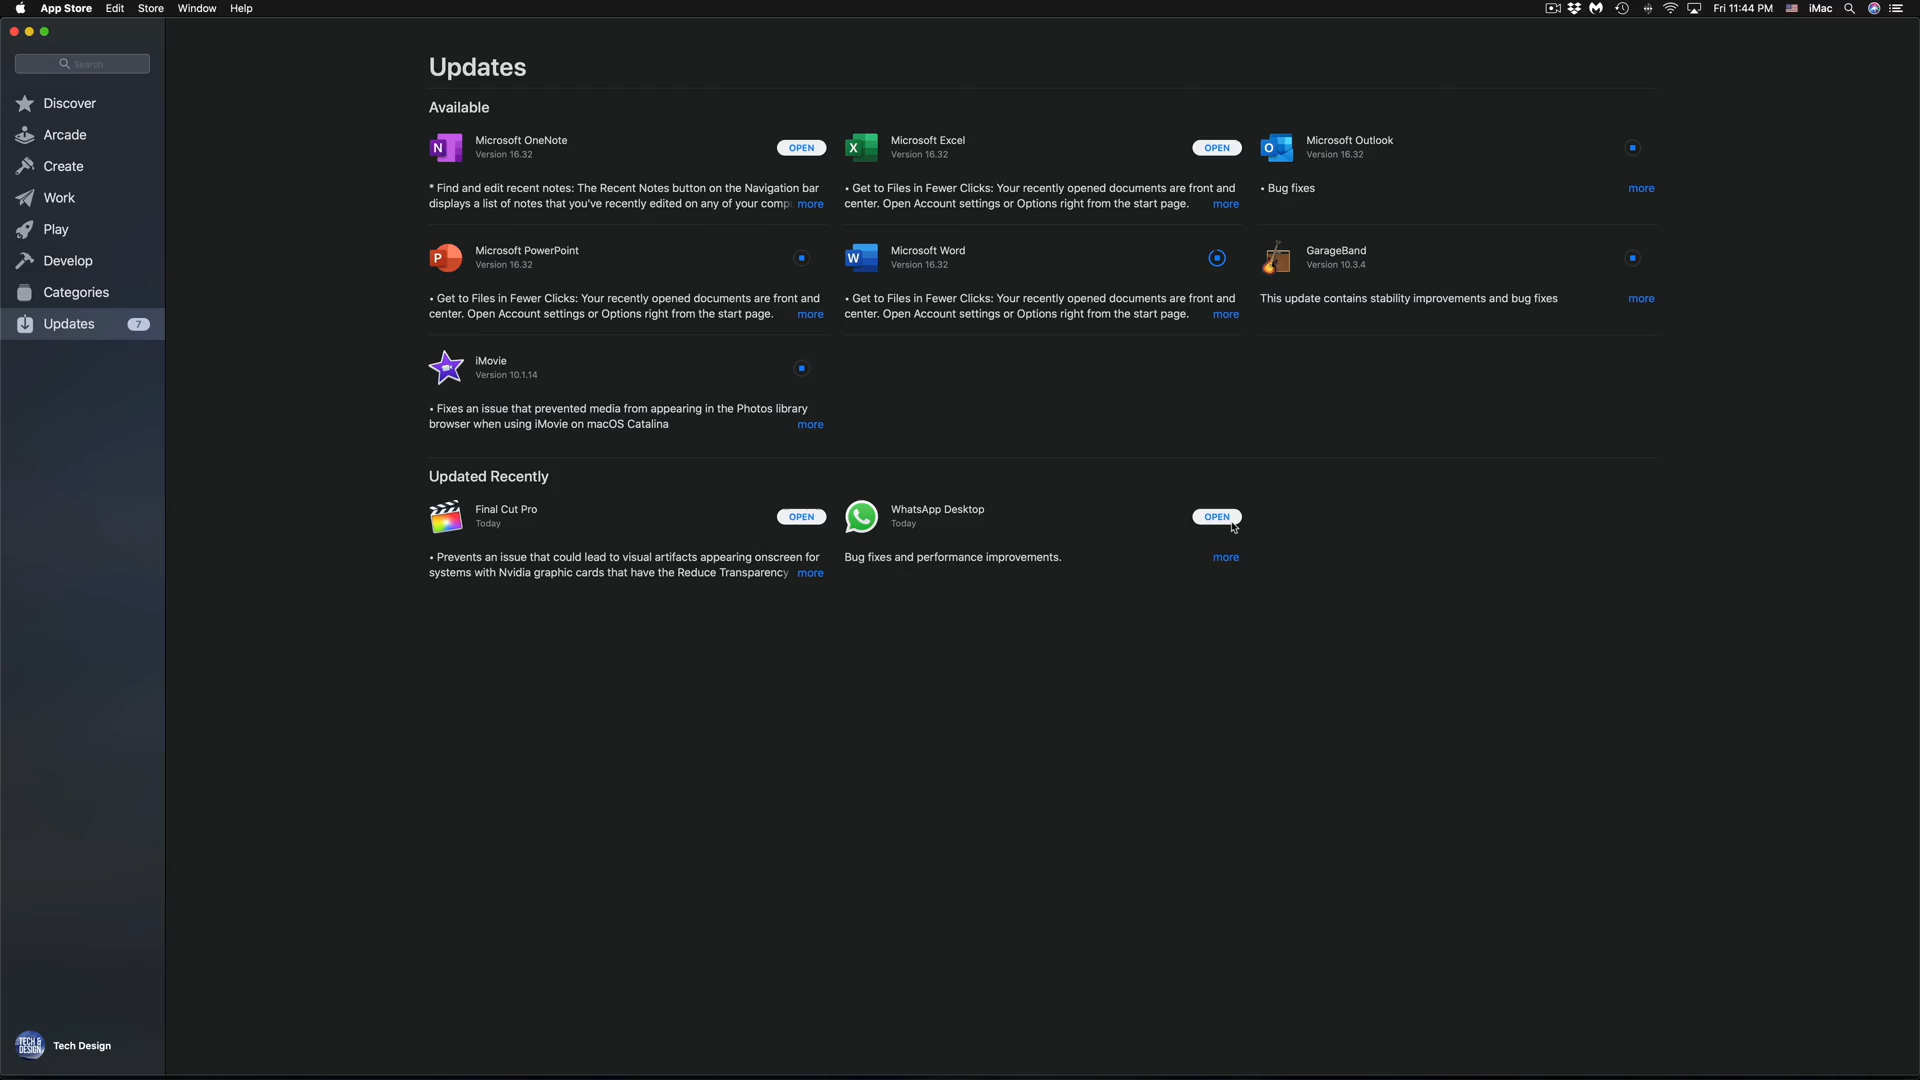 App Store Edit Store Window Help Fri 11:44 PM iMac
Search
Discover
Arcade
Create
Work
Play
Develop
Categories
Updates 7
TECH &
DESIGN
Tech Design
Updates
Available
N
Microsoft OneNote
Version 16.32
OPEN
* Find and edit recent notes: The Recent Notes button on the Navigation bar
displays a list of notes that you've recently edited on any of your comp more
X
Microsoft Excel
Version 16.32
OPEN
• Get to Files in Fewer Clicks: Your recently opened documents are front and
center. Open Account settings or Options right from the start page. more
O
Microsoft Outlook
Version 16.32
• Bug fixes more
P
Microsoft PowerPoint
Version 16.32
• Get to Files in Fewer Clicks: Your recently opened documents are front and
center. Open Account settings or Options right from the start page. more
W
Microsoft Word
Version 16.32
• Get to Files in Fewer Clicks: Your recently opened documents are front and
center. Open Account settings or Options right from the start page. more
GarageBand
Version 10.3.4
This update contains stability improvements and bug fixes more
iMovie
Version 10.1.14
• Fixes an issue that prevented media from appearing in the Photos library
browser when using iMovie on macOS Catalina more
Updated Recently
Final Cut Pro
Today
OPEN
• Prevents an issue that could lead to visual artifacts appearing onscreen for
systems with Nvidia graphic cards that have the Reduce Transparency more
WhatsApp Desktop
Today
OPEN
Bug fixes and performance improvements. more